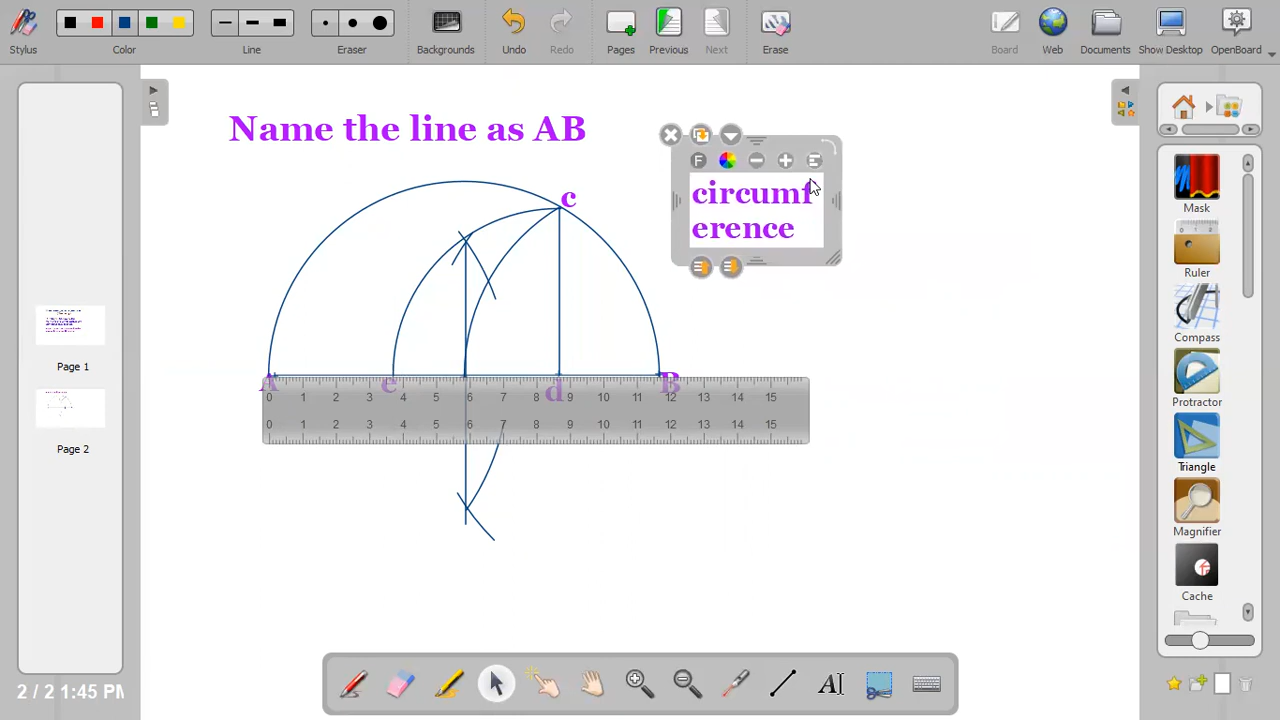 Stylus
Color
Line
Eraser
Backgrounds
Undo
Redo
Pages
Previous
Next
Erase
Board
Web
Documents
Show Desktop
OpenBoard
Name the line as AB
F
circumf
erence
c
A
e
d
B
0 1 2 3 4 5 6 7 8 9 10 11 12 13 14 15
0 1 2 3 4 5 6 7 8 9 10 11 12 13 14 15
Page 1
Page 2
2 / 2 1:45 PM
Mask
Ruler
Compass
Protractor
Triangle
Magnifier
Cache
AI